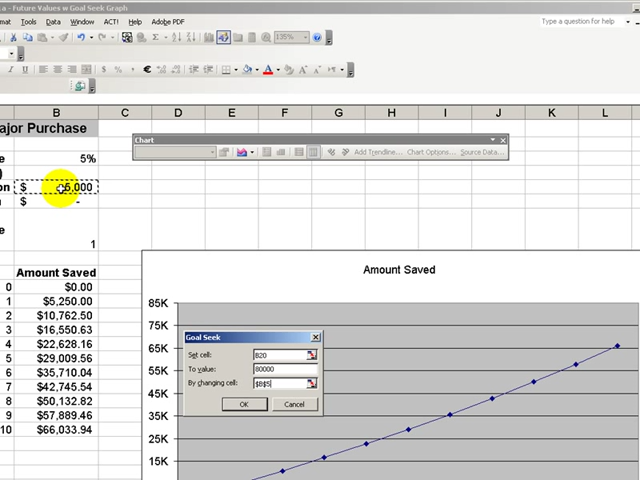 .a - Future Values w Goal Seek Graph
rmat Tools Data Window ACT! Help Adobe PDF
Type a question for help
135%
I U $ % , €
B C D E F G H I J K L
ajor Purchase
Chart
Add Trendline... Chart Options... Source Data...
e 5%
)
on $ 5,000
n $ -
e
1
Amount Saved
0 $0.00
1 $5,250.00
2 $10,762.50
3 $16,550.63
4 $22,628.16
5 $29,009.56
6 $35,710.04
7 $42,745.54
8 $50,132.82
9 $57,889.46
10 $66,033.94
Amount Saved
85K
75K
65K
55K
45K
35K
25K
15K
Goal Seek
Set cell: B20
To value: 80000
By changing cell: $B$5
OK Cancel